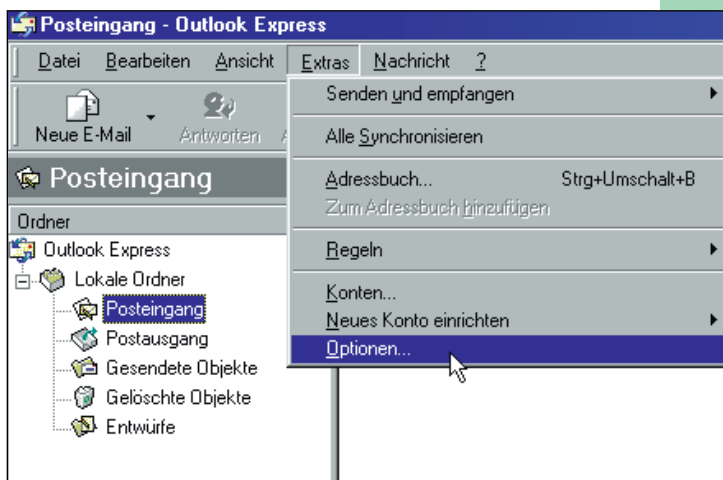 Posteingang - Outlook Express
Datei Bearbeiten Ansicht Extras Nachricht ?
Neue E-Mail Antworten
Posteingang
Ordner
Outlook Express
Lokale Ordner
Posteingang
Postausgang
Gesendete Objekte
Gelöschte Objekte
Entwürfe
Senden und empfangen
Alle Synchronisieren
Adressbuch... Strg+Umschalt+B
Zum Adressbuch hinzufügen
Regeln
Konten...
Neues Konto einrichten
Optionen...